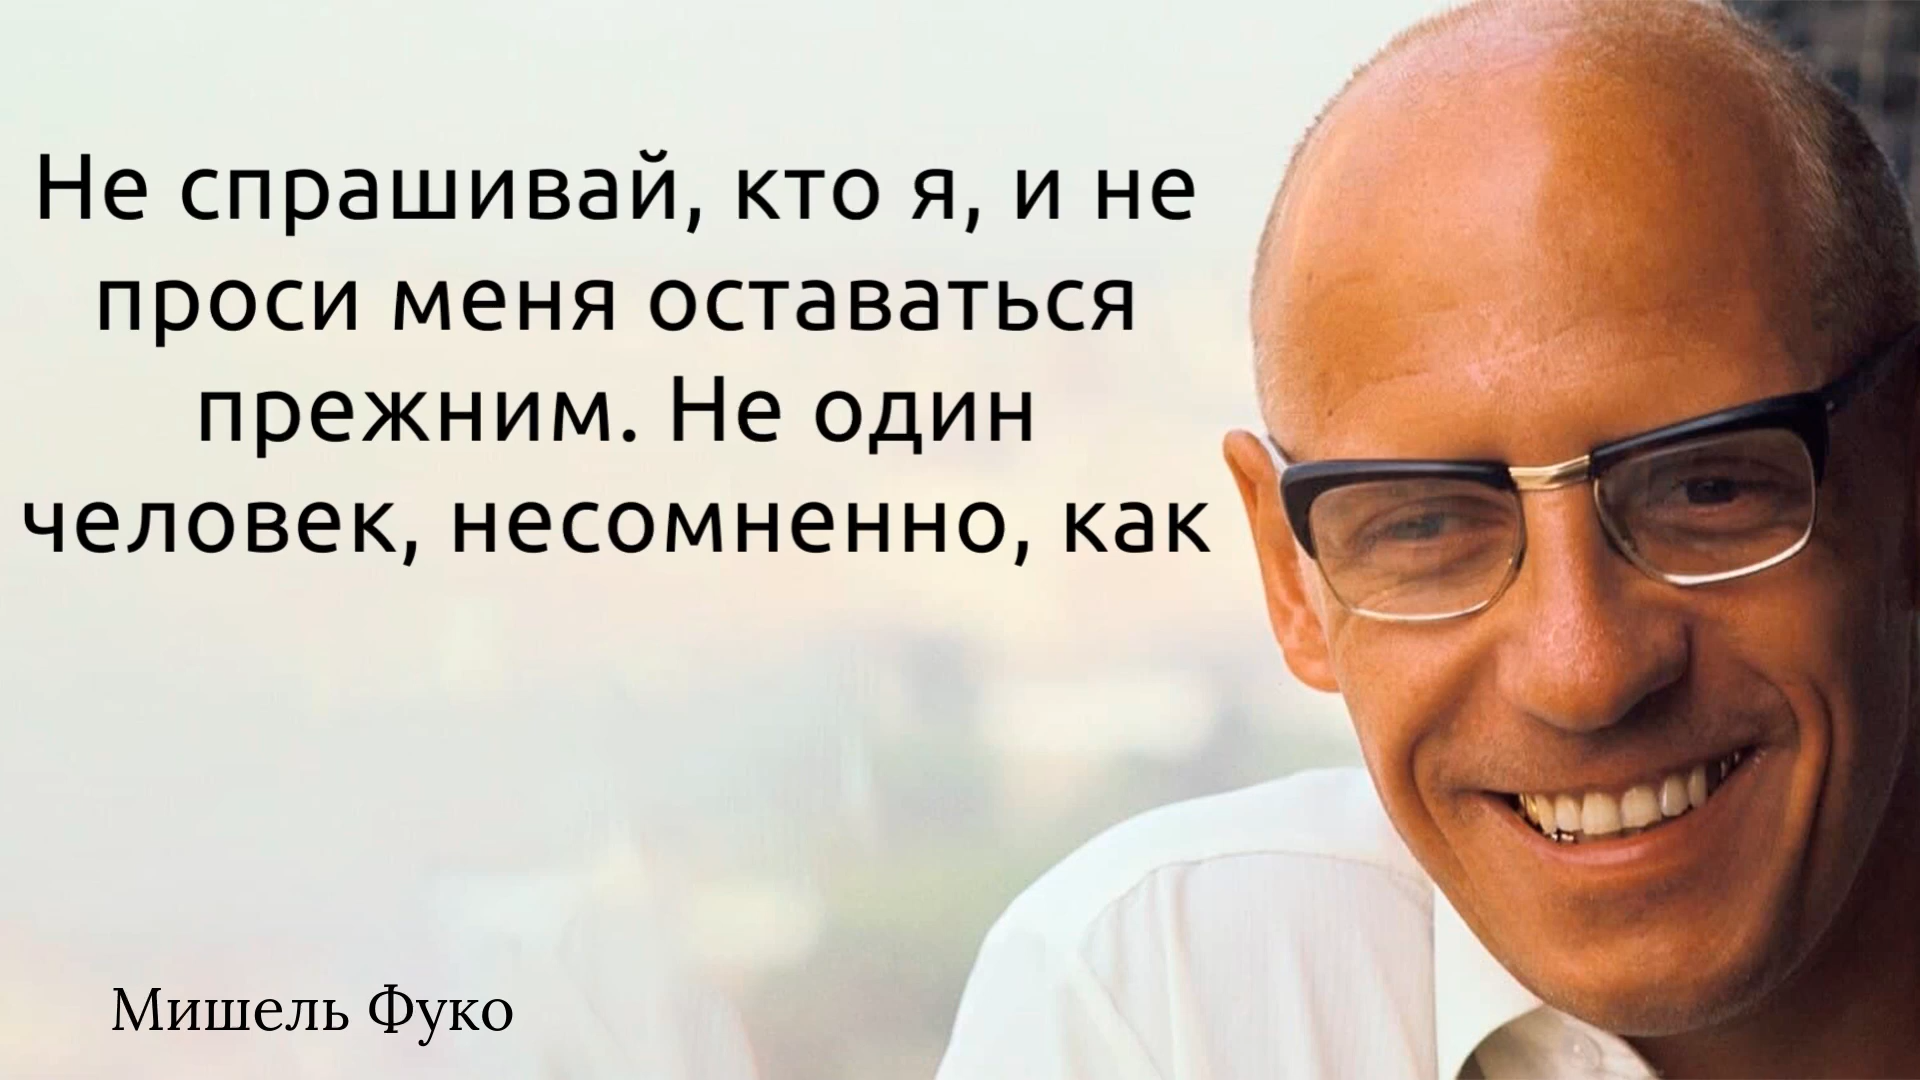 Не спрашивай, кто я, и не
проси меня оставаться
прежним. Не один
человек, несомненно, как
Мишель Фуко